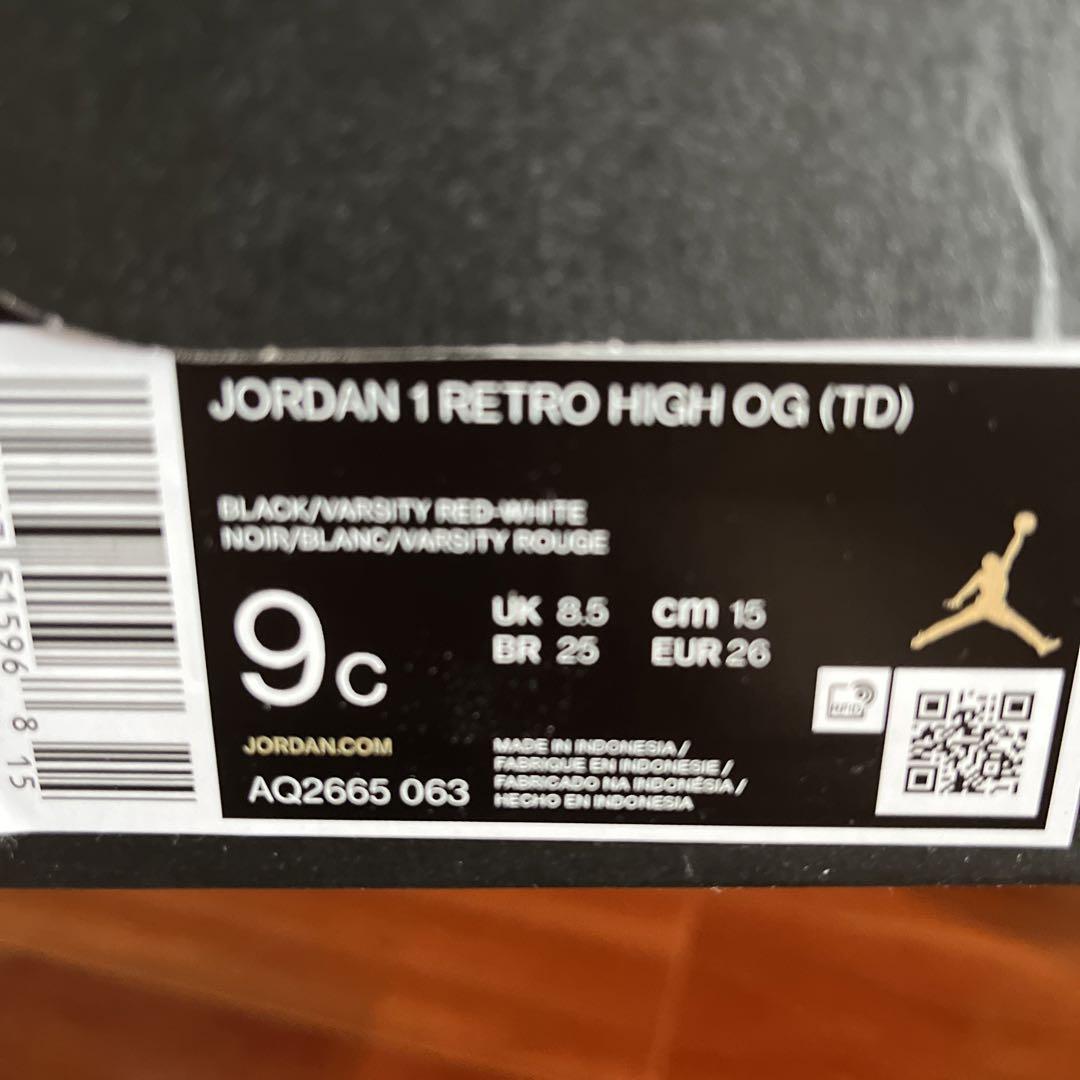 JORDAN 1 RETRO HIGH OG (TD)
BLACK/VARSITY RED-WHITE
NOIR/BLANC/VARSITY ROUGE
9C
UK 8.5 cm 15
BR 25 EUR 26
JORDAN.COM
AQ2665 063
MADE IN INDONESIA /
FABRIQUE EN INDONESIE /
FABRICADO NA INDONÉSIA /
HECHO EN INDONESIA
RFID
51596 8 15